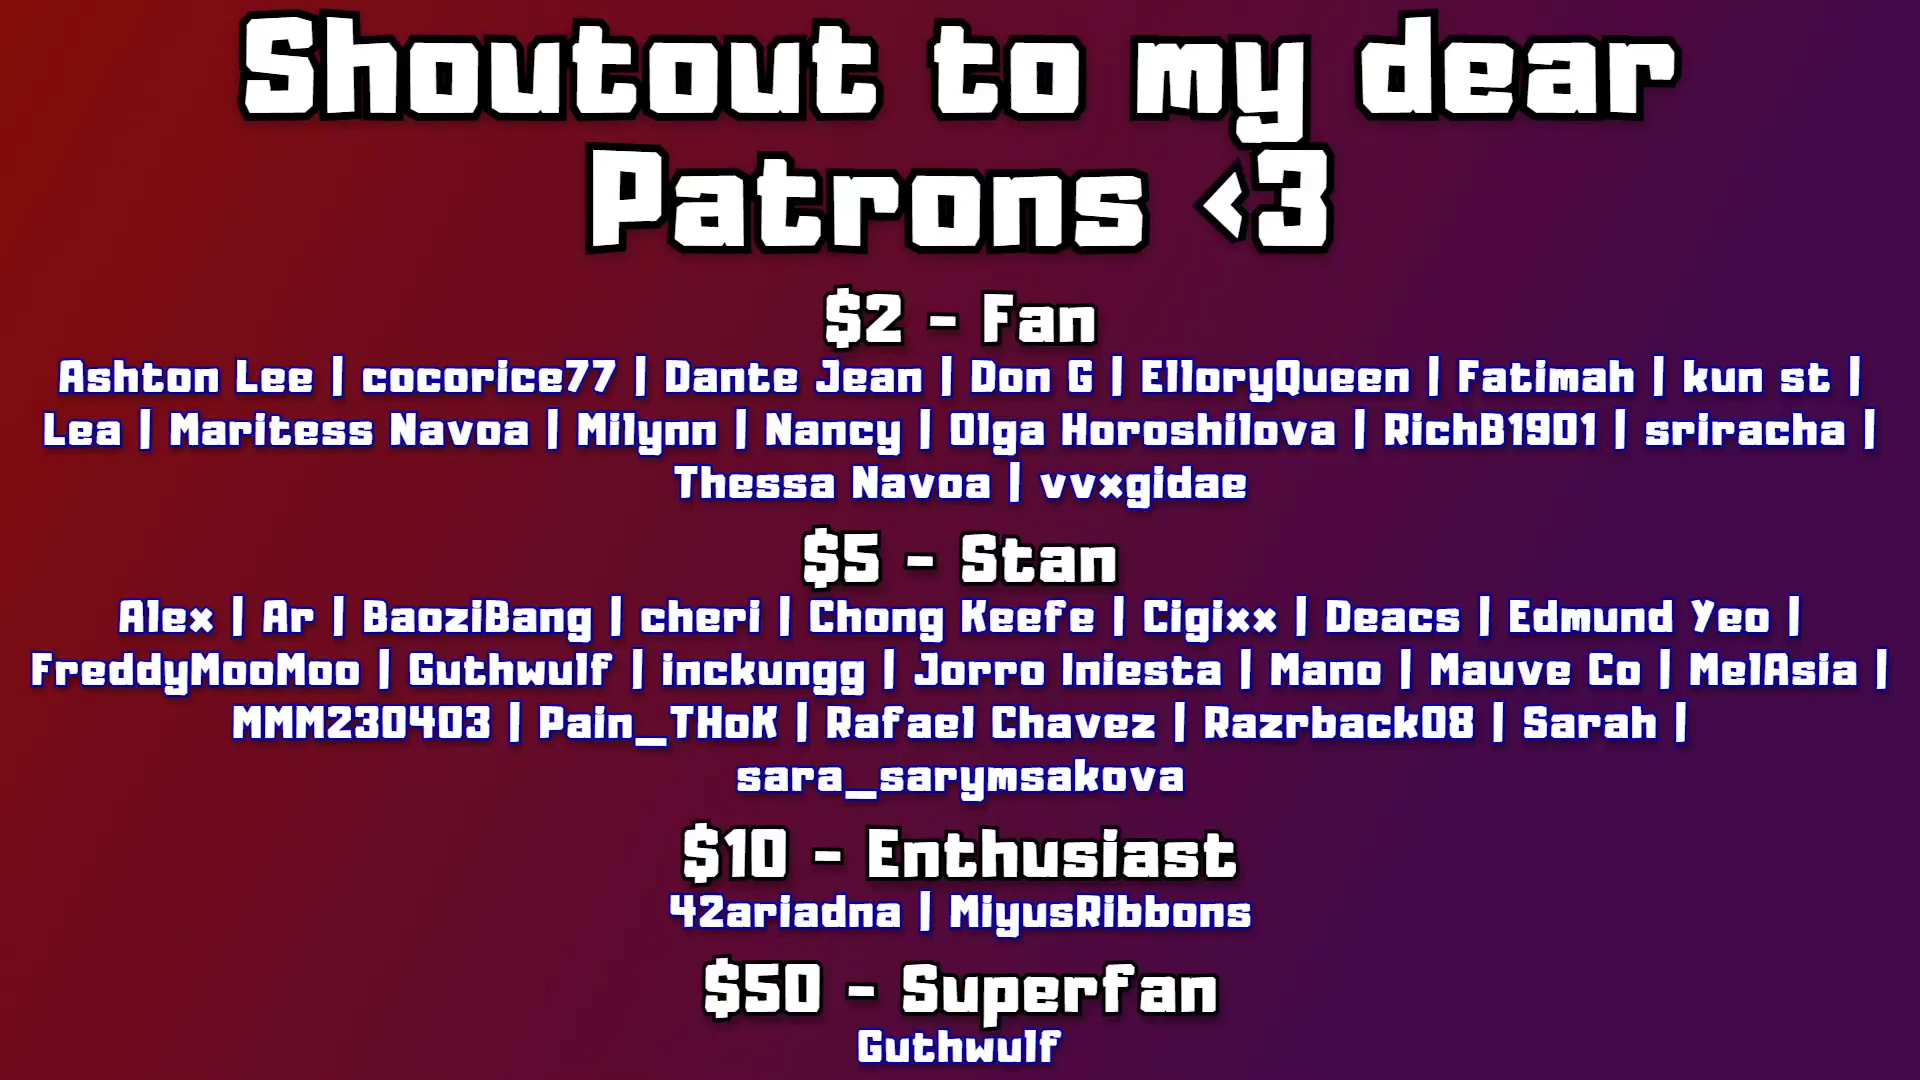 Shoutout to my dear
Patrons <3
$2 - Fan
Ashton Lee | cocorice77 | Dante Jean | Don G | ElloryQueen | Fatimah | kun st |
Lea | Maritess Navoa | Milynn | Nancy | Olga Horoshilova | RichB1901 | sriracha |
Thessa Navoa | vvxgidae
$5 - Stan
Alex | Ar | BaoziBang | cheri | Chong Keefe | Cigixx | Deacs | Edmund Yeo |
FreddyMooMoo | Guthwulf | inckungg | Jorro Iniesta | Mano | Mauve Co | MelAsia |
MMM230403 | Pain_THoK | Rafael Chavez | Razrback08 | Sarah |
sara_sarymsakova
$10 - Enthusiast
42ariadna | MiyusRibbons
$50 - Superfan
Guthwulf